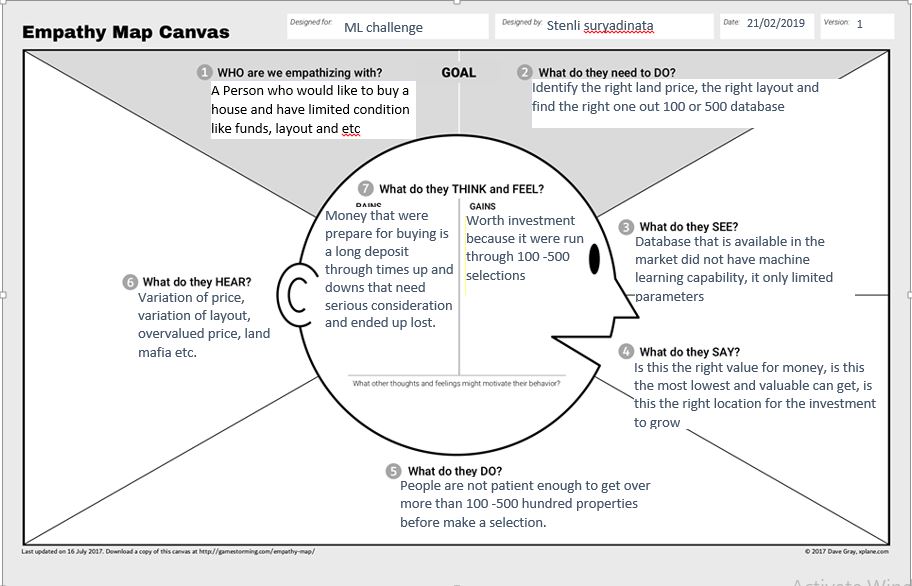 Empathy Map Canvas
Designed for:
ML challenge
Designed by:
Stenli suryadinata
Date:
21/02/2019
Version:
1
1 WHO are we empathizing with?
A Person who would like to buy a
house and have limited condition
like funds, layout and etc
GOAL
2 What do they need to DO?
Identify the right land price, the right layout and
find the right one out 100 or 500 database
7 What do they THINK and FEEL?
PAINS
Money that were
prepare for buying is
a long deposit
through times up and
downs that need
serious consideration
and ended up lost.
GAINS
Worth investment
because it were run
through 100 -500
selections
What other thoughts and feelings might motivate their behavior?
3 What do they SEE?
Database that is available in the
market did not have machine
learning capability, it only limited
parameters
6 What do they HEAR?
Variation of price,
variation of layout,
overvalued price, land
mafia etc.
4 What do they SAY?
Is this the right value for money, is this
the most lowest and valuable can get, is
this the right location for the investment
to grow
5 What do they DO?
People are not patient enough to get over
more than 100 -500 hundred properties
before make a selection.
Last updated on 16 July 2017. Download a copy of this canvas at http://gamestorming.com/empathy-map/
© 2017 Dave Gray, xplane.com